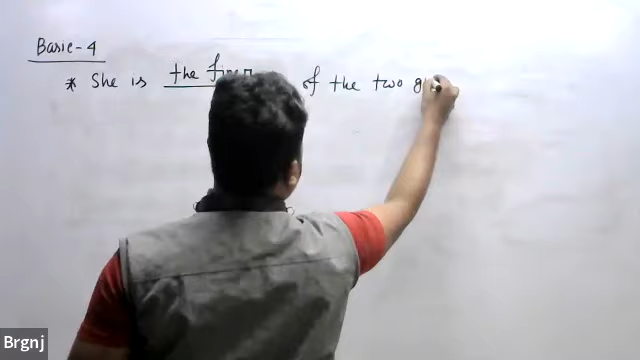 Basic-4
* She is the of the two
Brgnj